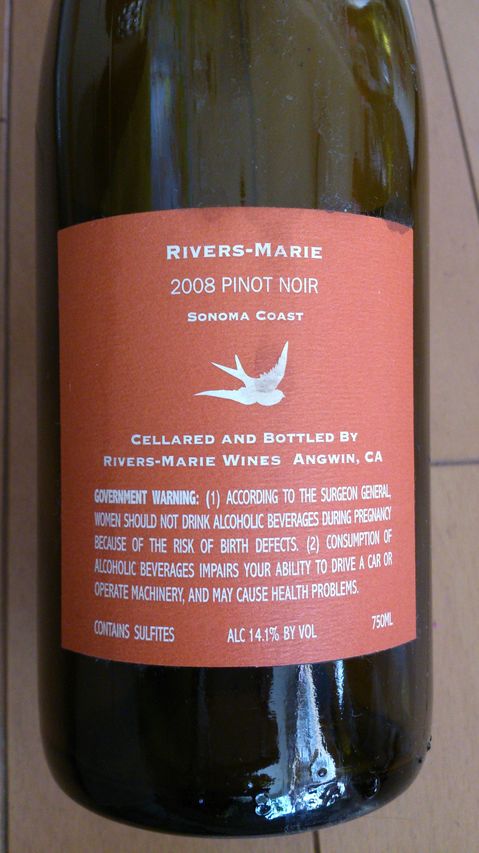 RIVERS-MARIE
2008 PINOT NOIR
SONOMA COAST
CELLARED AND BOTTLED BY
RIVERS-MARIE WINES ANGWIN, CA
GOVERNMENT WARNING: (1) ACCORDING TO THE SURGEON GENERAL,
WOMEN SHOULD NOT DRINK ALCOHOLIC BEVERAGES DURING PREGNANCY
BECAUSE OF THE RISK OF BIRTH DEFECTS. (2) CONSUMPTION OF
ALCOHOLIC BEVERAGES IMPAIRS YOUR ABILITY TO DRIVE A CAR OR
OPERATE MACHINERY, AND MAY CAUSE HEALTH PROBLEMS.
CONTAINS SULFITES ALC 14.1% BY VOL 750ML